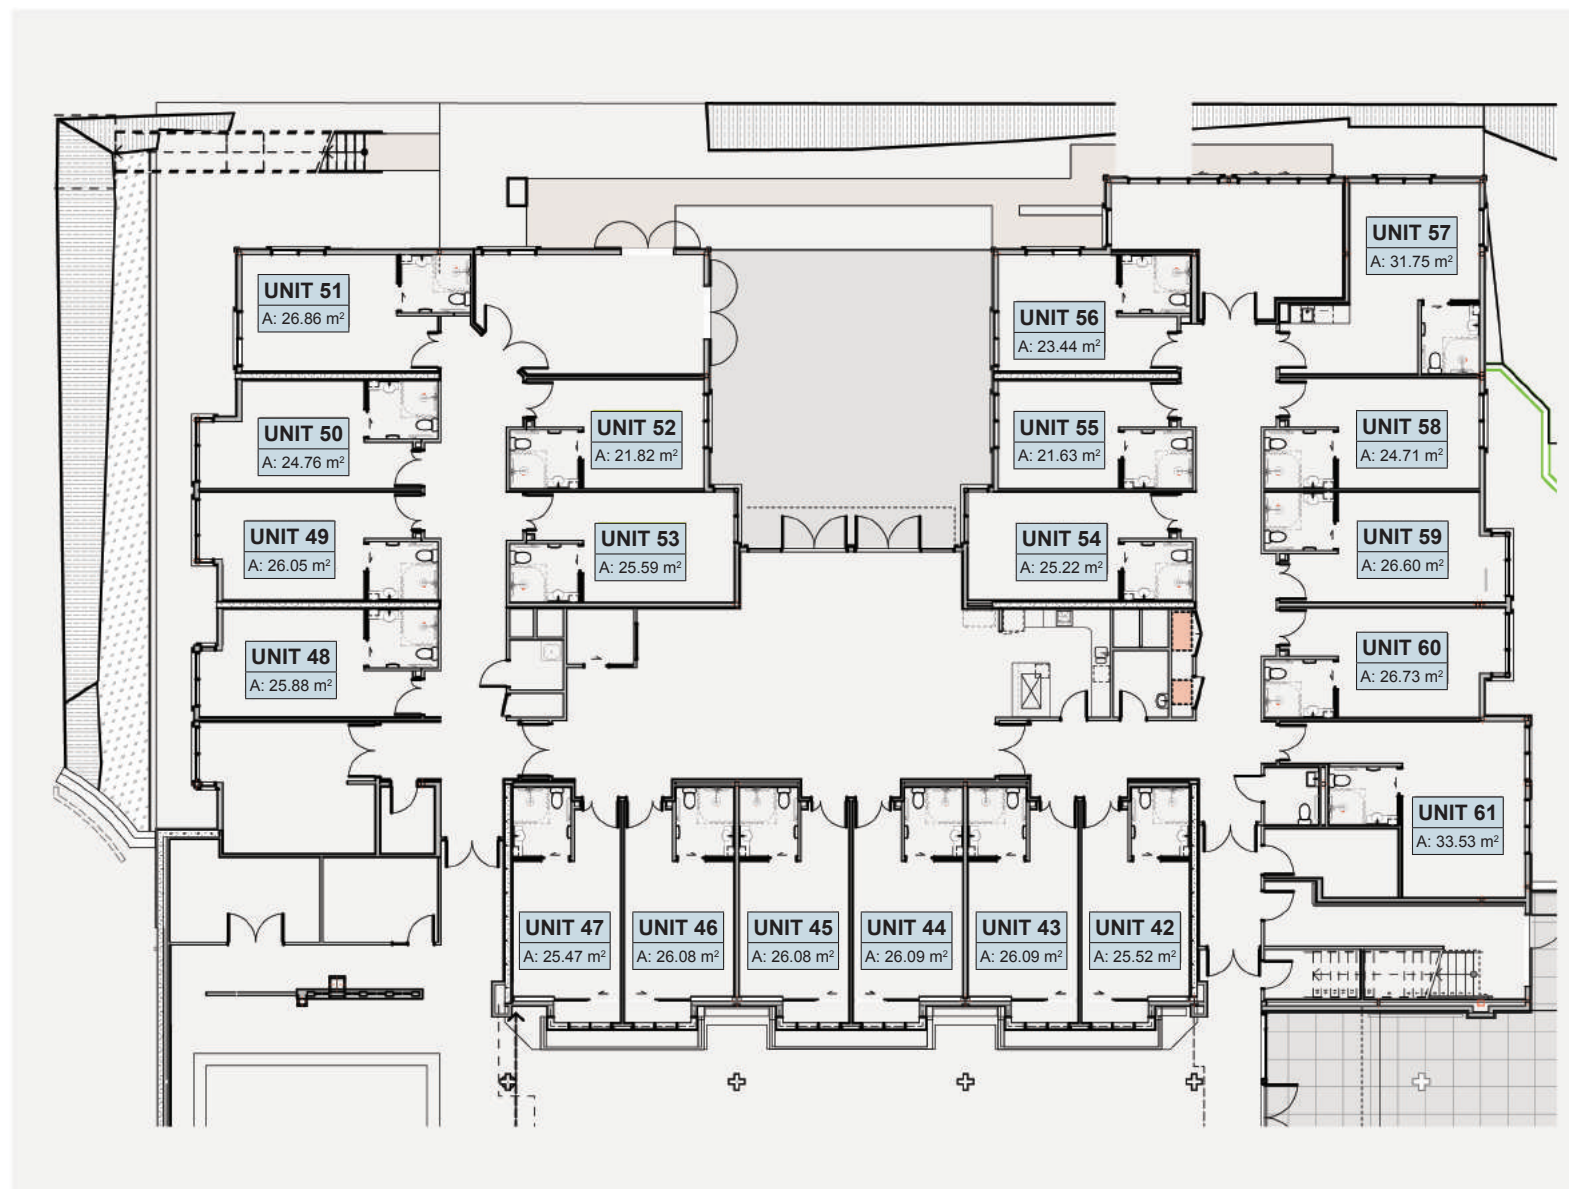 UNIT 57
A: 31.75 m²
UNIT 51
A: 26.86 m²
UNIT 56
A: 23.44 m²
UNIT 50
A: 24.76 m²
UNIT 52
A: 21.82 m²
UNIT 55
A: 21.63 m²
UNIT 58
A: 24.71 m²
UNIT 49
A: 26.05 m²
UNIT 53
A: 25.59 m²
UNIT 54
A: 25.22 m²
UNIT 59
A: 26.60 m²
UNIT 48
A: 25.88 m²
UNIT 60
A: 26.73 m²
UNIT 61
A: 33.53 m²
UNIT 47
A: 25.47 m²
UNIT 46
A: 26.08 m²
UNIT 45
A: 26.08 m²
UNIT 44
A: 26.09 m²
UNIT 43
A: 26.09 m²
UNIT 42
A: 25.52 m²